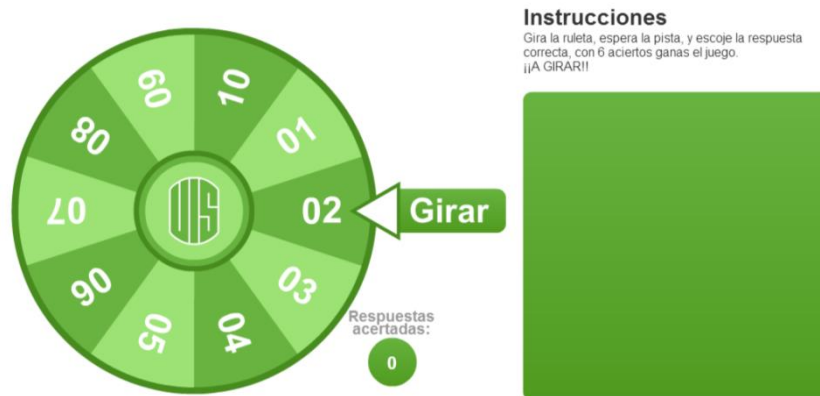 Instrucciones
Gira la ruleta, espera la pista, y escoje la respuesta
correcta, con 6 aciertos ganas el juego.
¡¡A GIRAR!!
10
01
02
03
04
05
06
07
08
09
UIS
Girar
Respuestas
acertadas:
0